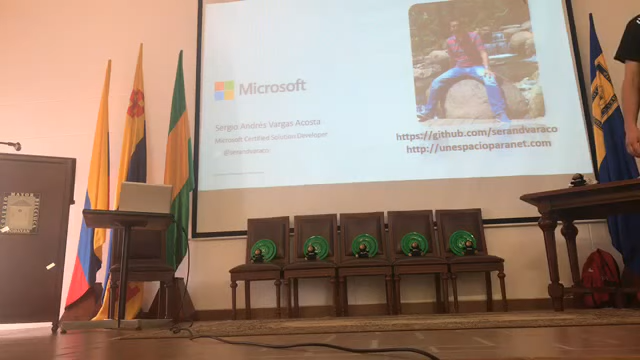 Microsoft
Sergio Andrés Vargas Acosta
Microsoft Certified Solution Developer
https://github.com/serandvaraco
http://unespacioparanet.com